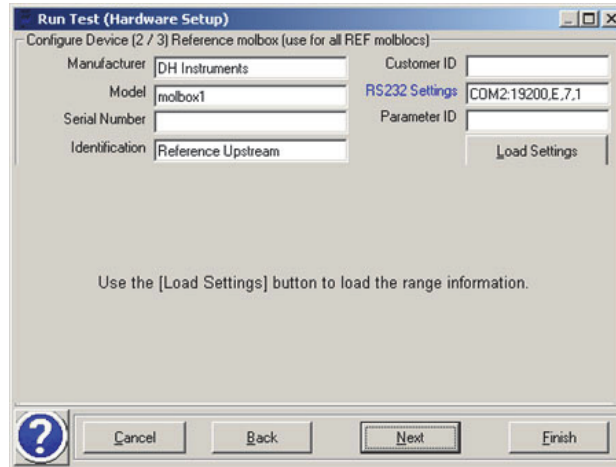 Run Test (Hardware Setup)
Configure Device (2 / 3) Reference molbox (use for all REF molblocs)
Manufacturer DH Instruments Customer ID
Model molbox1 RS232 Settings COM2:19200,E,7,1
Serial Number Parameter ID
Identification Reference Upstream Load Settings
Use the [Load Settings] button to load the range information.
? Cancel Back Next Finish